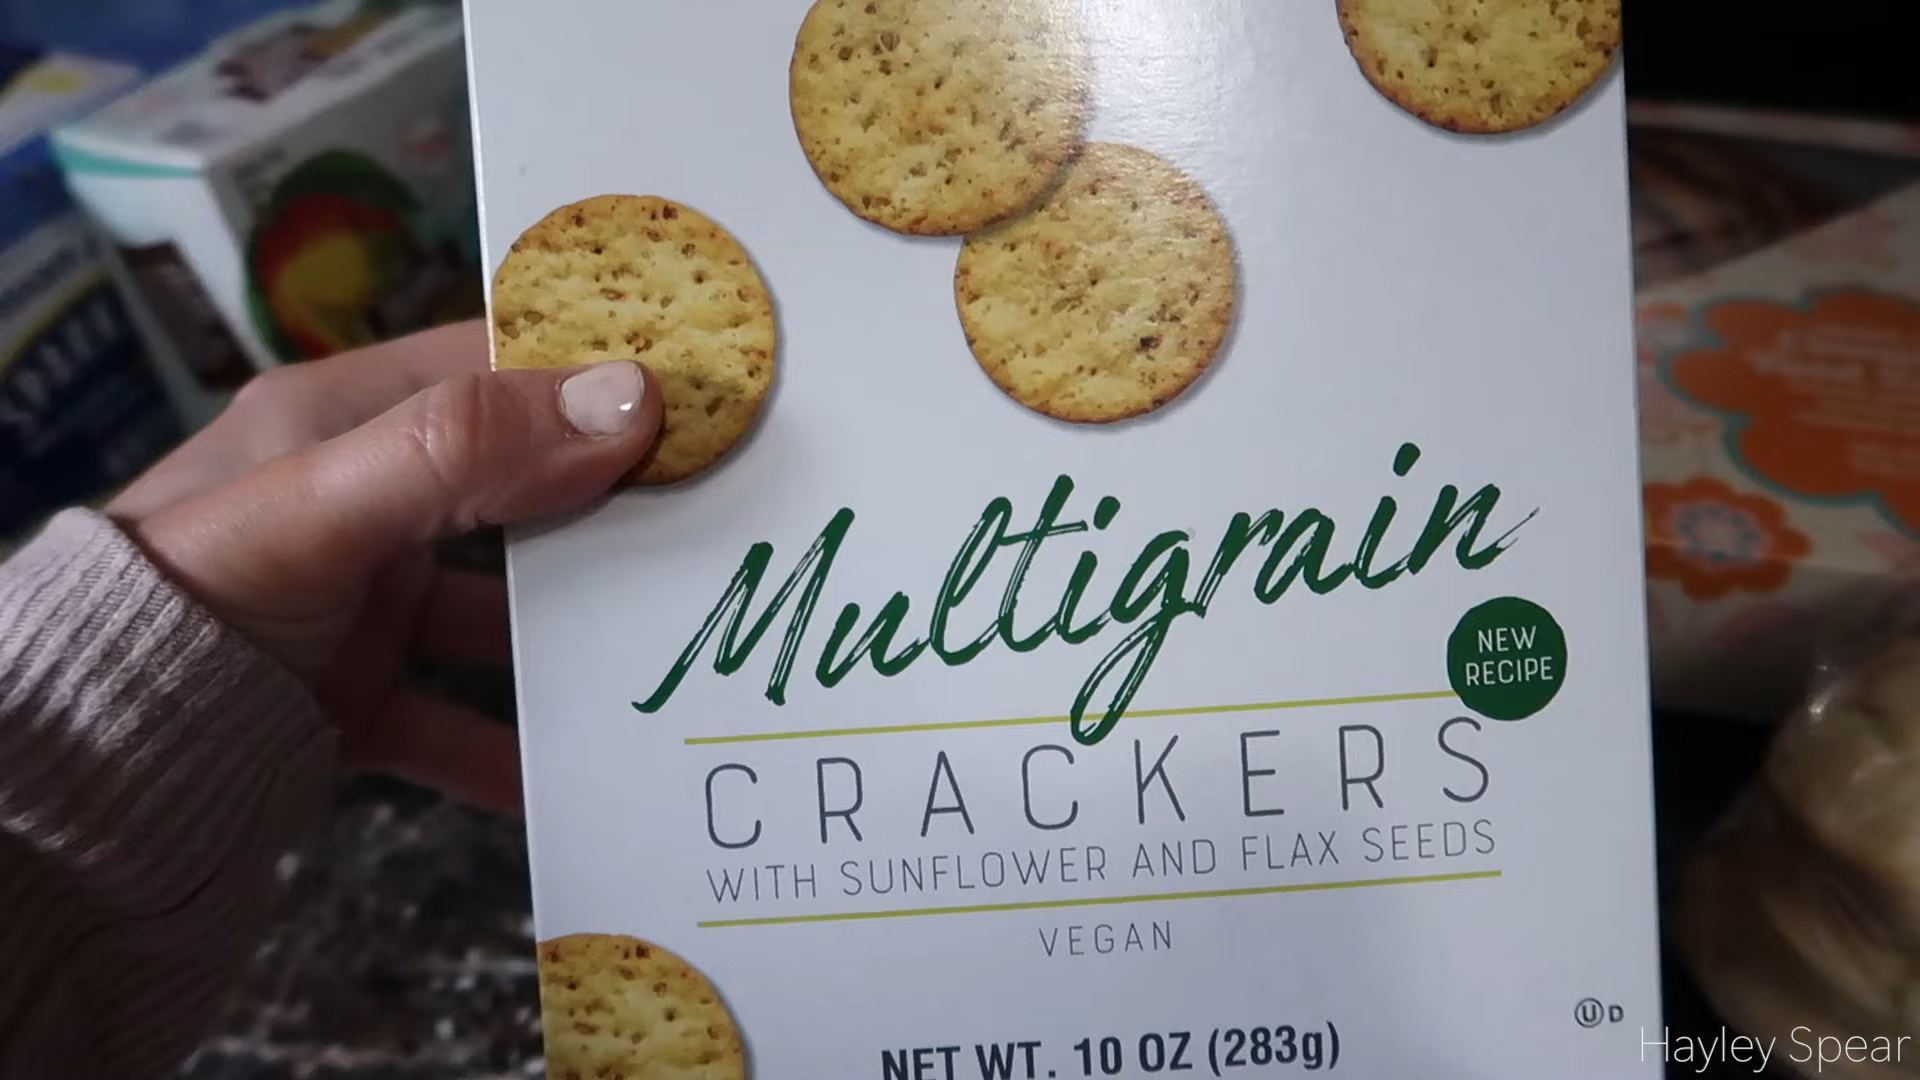 Multigrain
NEW
RECIPE
CRACKERS
WITH SUNFLOWER AND FLAX SEEDS
VEGAN
U D
NET WT. 10 OZ (283g)
Hayley Spear